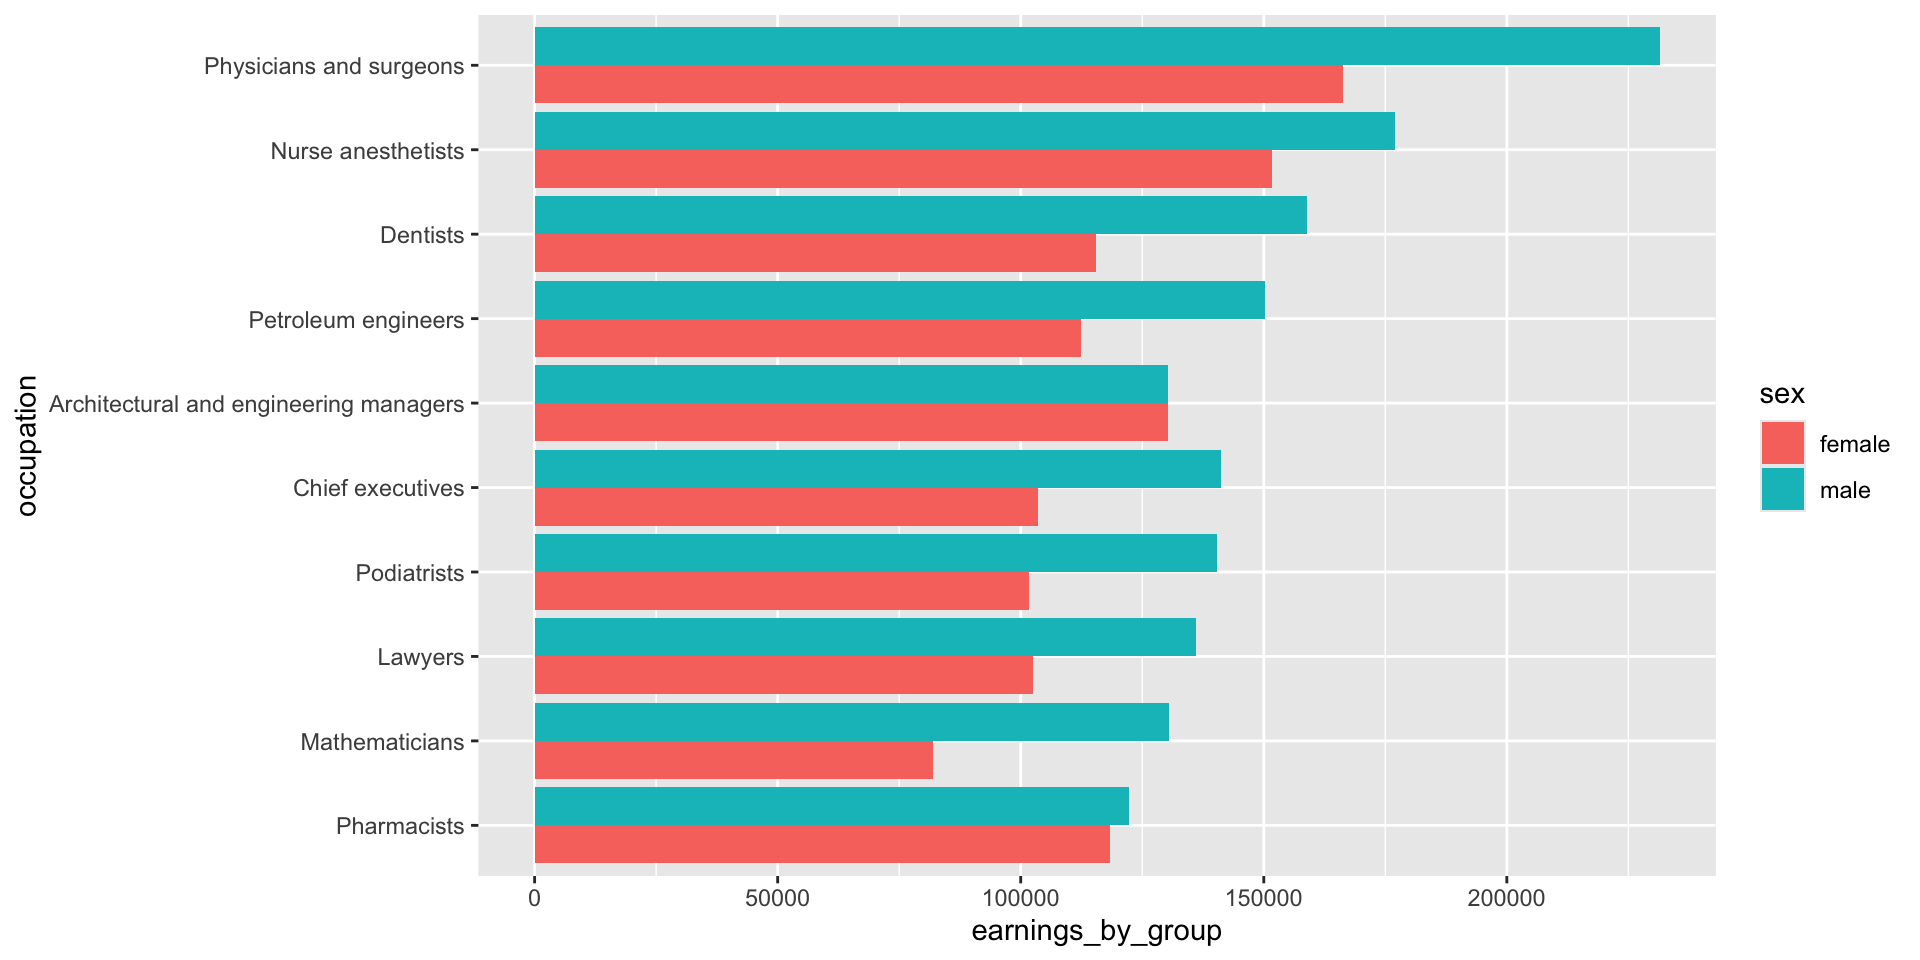 Physicians and surgeons
Nurse anesthetists
Dentists
Petroleum engineers
Architectural and engineering managers
Chief executives
Podiatrists
Lawyers
Mathematicians
Pharmacists
occupation
0 50000 100000 150000 200000
earnings_by_group
sex
female
male